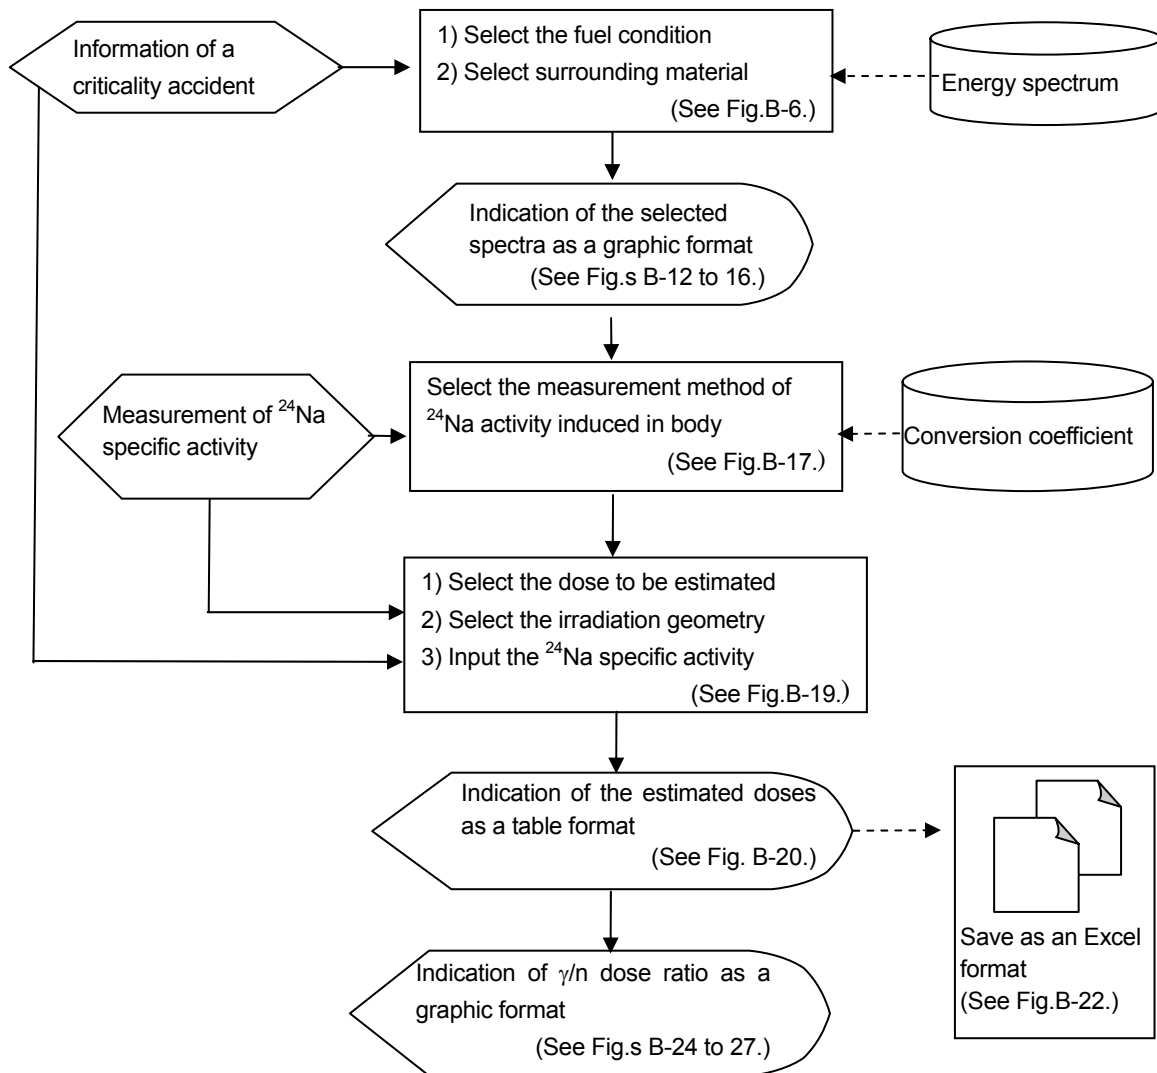 Information of a
criticality accident
1) Select the fuel condition
2) Select surrounding material
(See Fig.B-6.)
Energy spectrum
Indication of the selected
spectra as a graphic format
(See Fig.s B-12 to 16.)
Measurement of ²⁴Na
specific activity
Select the measurement method of
²⁴Na activity induced in body
(See Fig.B-17.)
Conversion coefficient
1) Select the dose to be estimated
2) Select the irradiation geometry
3) Input the ²⁴Na specific activity
(See Fig.B-19.)
Indication of the estimated doses
as a table format
(See Fig. B-20.)
Save as an Excel
format
(See Fig.B-22.)
Indication of γ/n dose ratio as a
graphic format
(See Fig.s B-24 to 27.)